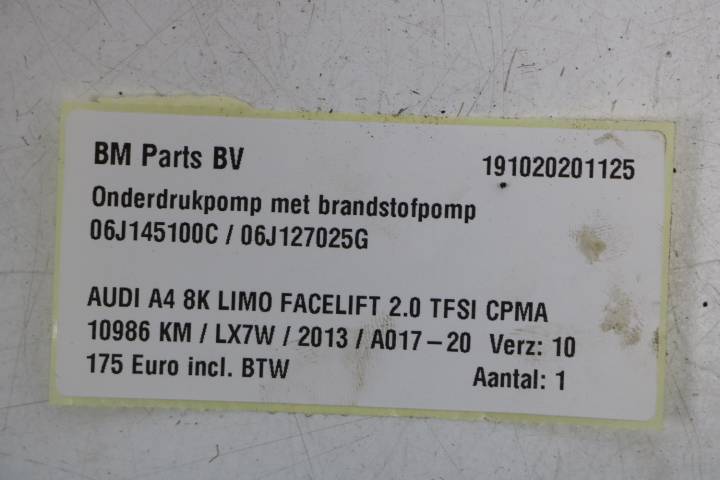 BM Parts BV 191020201125
Onderdrukpomp met brandstofpomp
06J145100C / 06J127025G
AUDI A4 8K LIMO FACELIFT 2.0 TFSI CPMA
10986 KM / LX7W / 2013 / A017-20 Verz: 10
175 Euro incl. BTW Aantal: 1